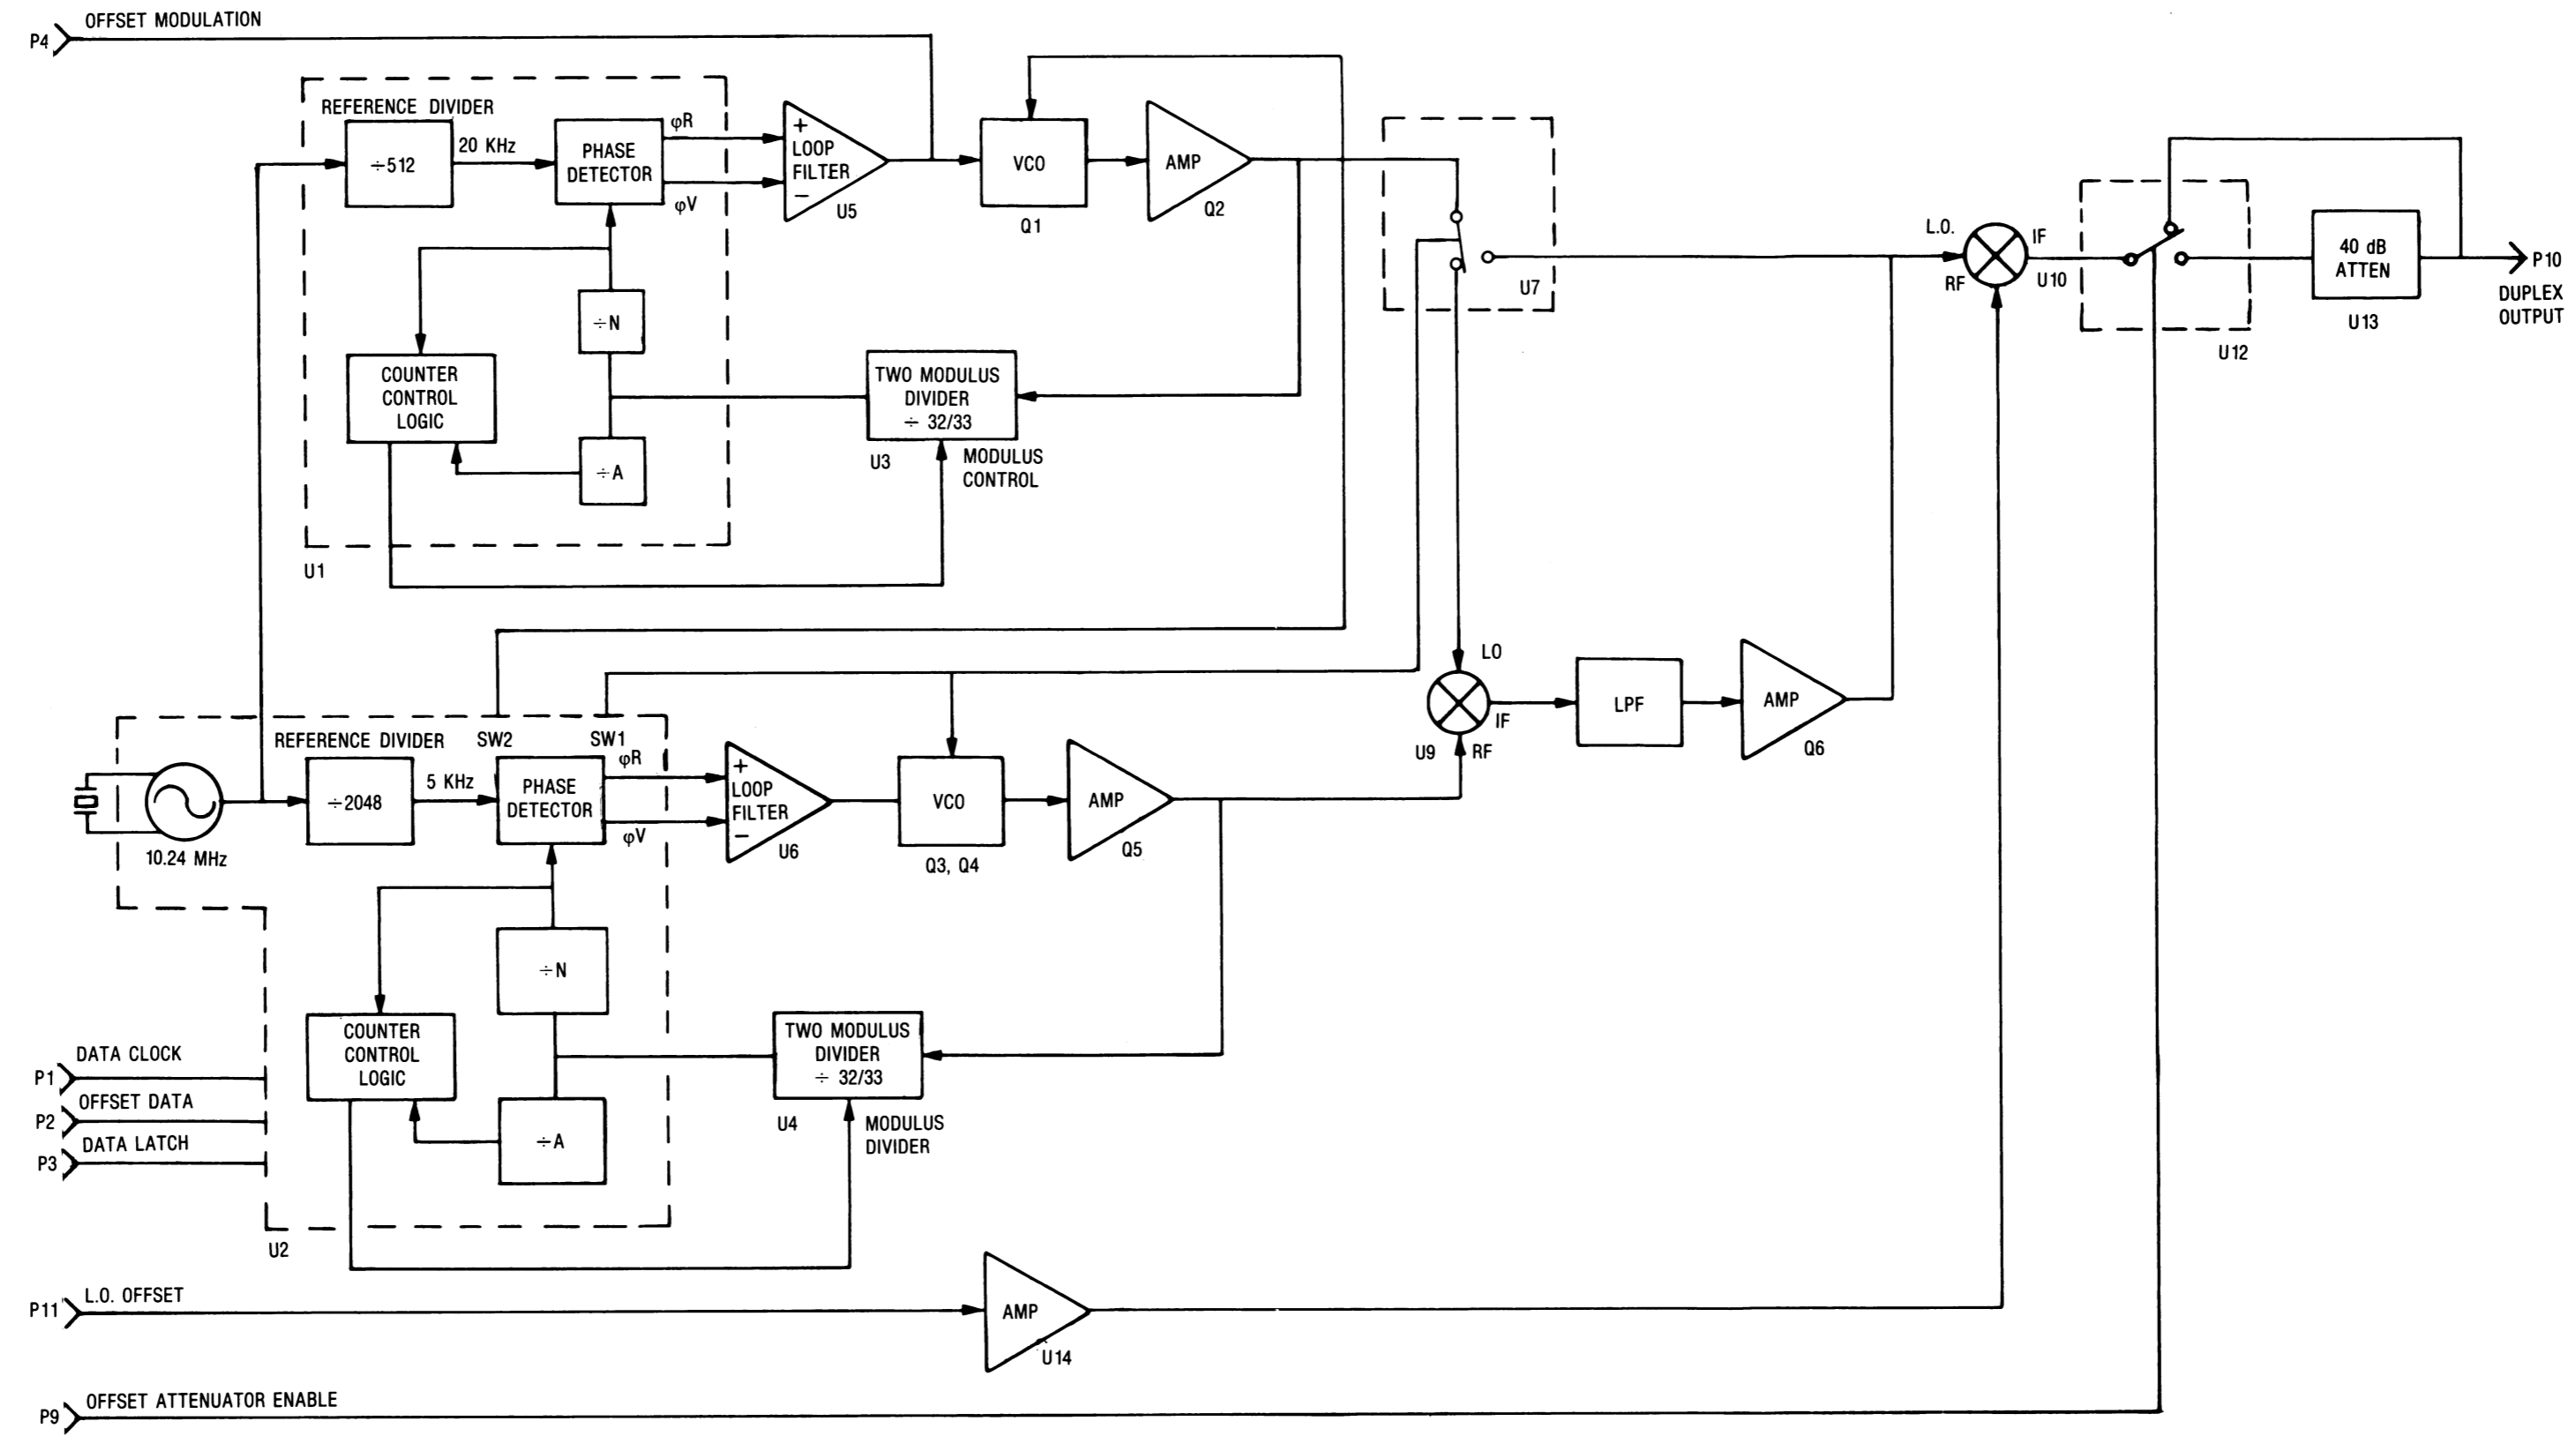 OFFSET MODULATION
P4
REFERENCE DIVIDER
÷512
20 KHz
PHASE
DETECTOR
φR
φV
+
LOOP
FILTER
−
U5
VCO
Q1
AMP
Q2
÷N
COUNTER
CONTROL
LOGIC
÷A
TWO MODULUS
DIVIDER
÷ 32/33
U3
MODULUS
CONTROL
U1
U7
L.O.
RF
IF
U10
U12
40 dB
ATTEN
U13
P10
DUPLEX
OUTPUT
LO
IF
U9
RF
LPF
AMP
Q6
REFERENCE DIVIDER
SW2
SW1
10.24 MHz
÷2048
5 KHz
PHASE
DETECTOR
φR
φV
+
LOOP
FILTER
−
U6
VCO
Q3, Q4
AMP
Q5
÷N
COUNTER
CONTROL
LOGIC
÷A
TWO MODULUS
DIVIDER
÷ 32/33
U4
MODULUS
DIVIDER
DATA CLOCK
P1
OFFSET DATA
P2
DATA LATCH
P3
U2
L.O. OFFSET
P11
AMP
U14
OFFSET ATTENUATOR ENABLE
P9